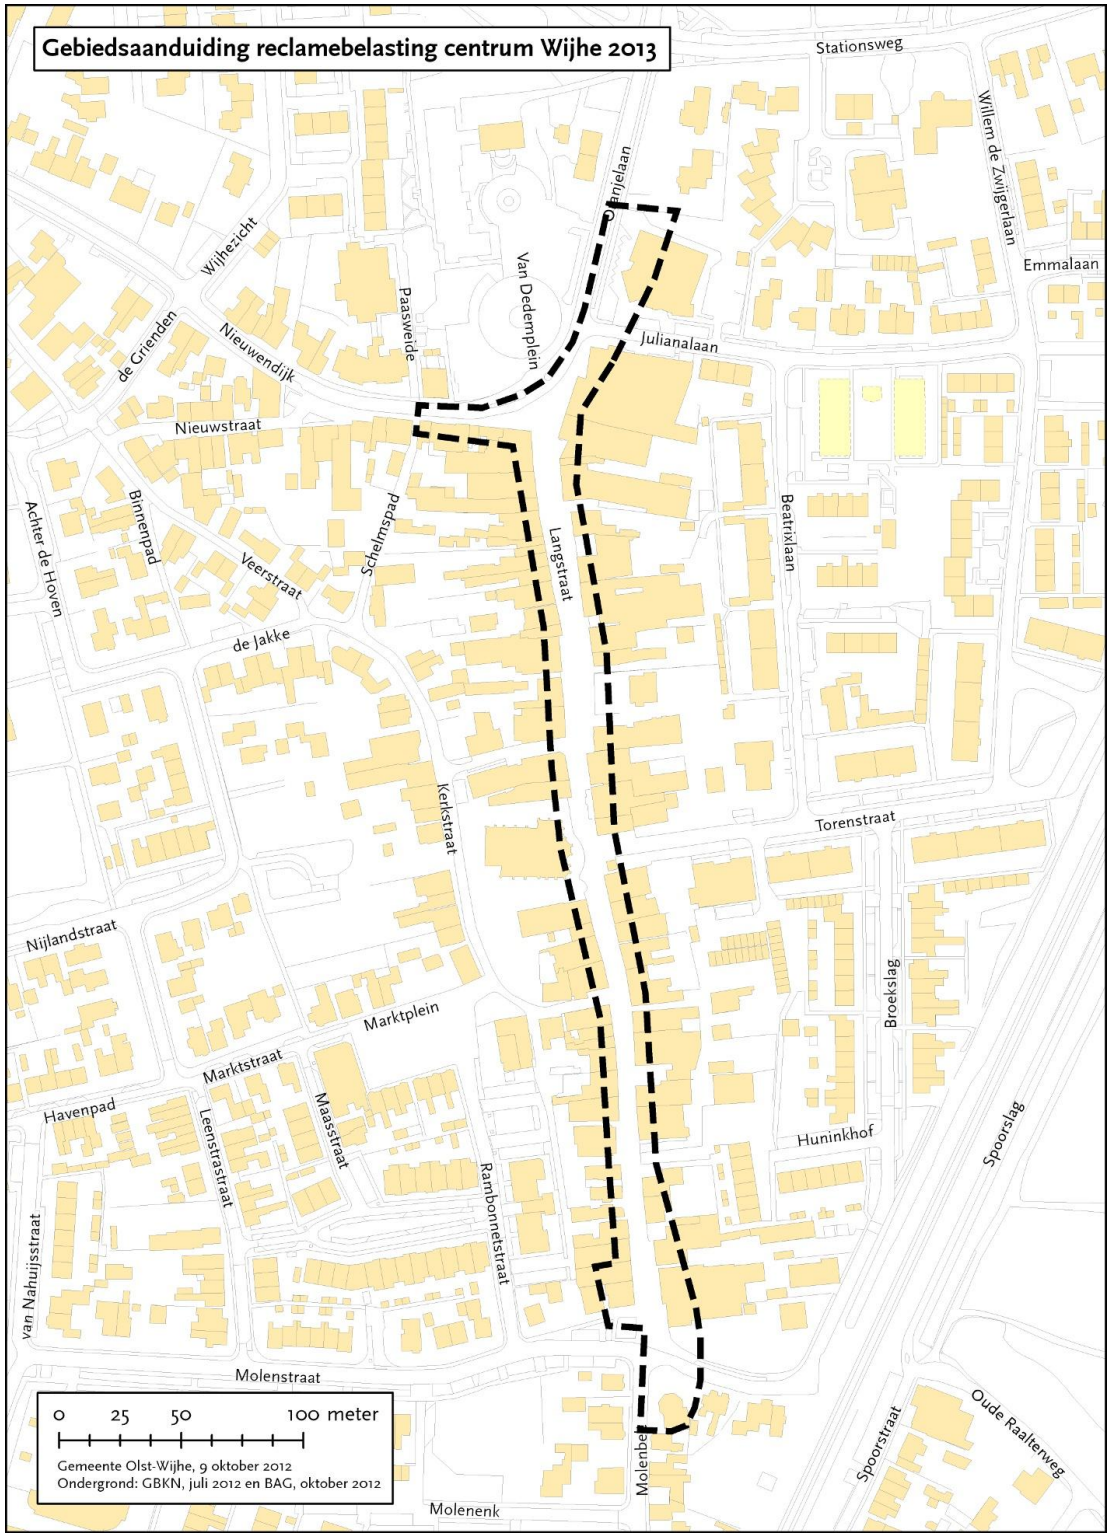 Gebiedsaanduiding reclamebelasting centrum Wijhe 2013
Stationsweg
Willem de Zwijgerlaan
Oranjelaan
Wijhezicht
Emmalaan
Van Dedemplein
Paasweide
de Grienden
Nieuwendijk
Julianalaan
Nieuwstraat
Binnenpad
Achter de Hoven
Schelmspad
Beatrixlaan
Langstraat
Veerstraat
de Jakke
Kerkstraat
Torenstraat
Nijlandstraat
Broekslag
Marktplein
Marktstraat
Havenpad
Maasstraat
Leenstrastraat
Huninkhof
Spoorslag
Rambonnetstraat
van Nahuijsstraat
Molenstraat
Oude Raalterweg
Spoorstraat
Molenenk
0 25 50 100 meter
Gemeente Olst-Wijhe, 9 oktober 2012
Ondergrond: GBKN, juli 2012 en BAG, oktober 2012